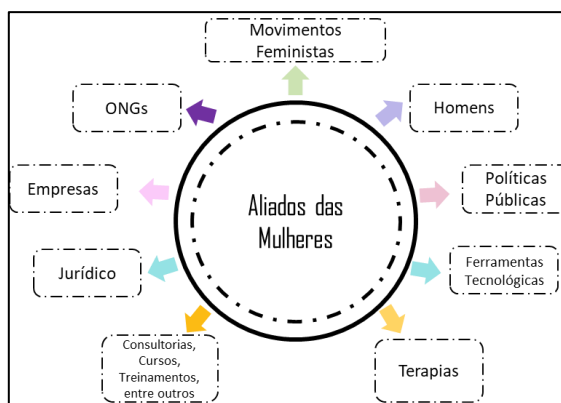 Movimentos
Feministas
ONGs
Homens
Empresas
Políticas
Públicas
Aliados das
Mulheres
Jurídico
Ferramentas
Tecnológicas
Consultorias,
Cursos,
Treinamentos,
entre outros
Terapias